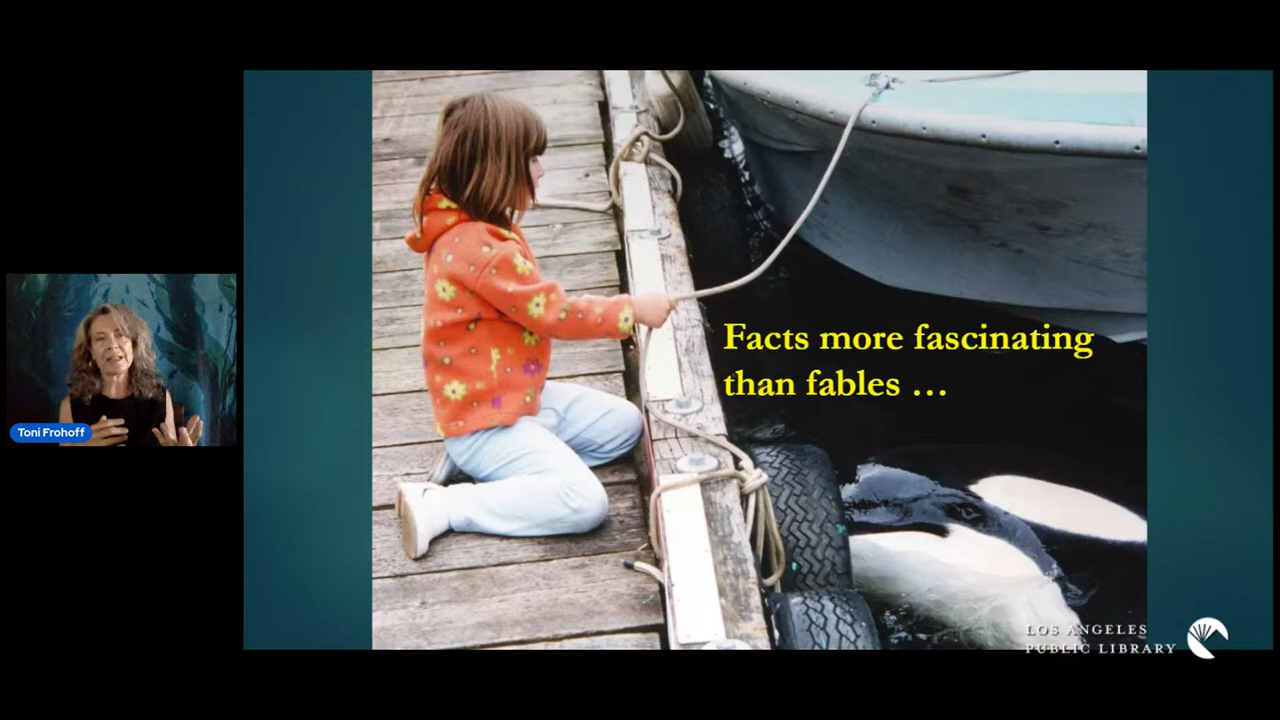 Facts more fascinating
than fables …
Toni Frohoff
LOS ANGELES
PUBLIC LIBRARY